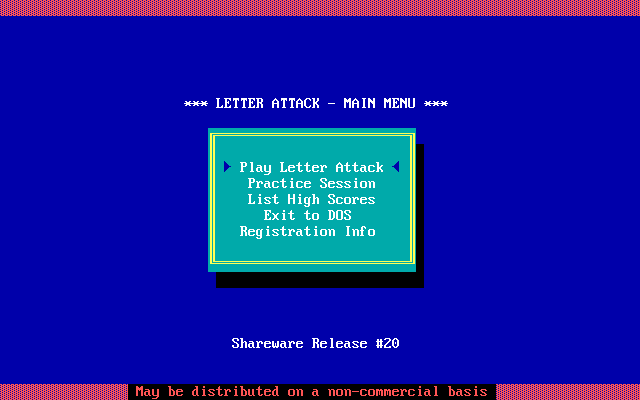 *** LETTER ATTACK - MAIN MENU ***
Play Letter Attack
Practice Session
List High Scores
Exit to DOS
Registration Info
Shareware Release #20
May be distributed on a non-commercial basis